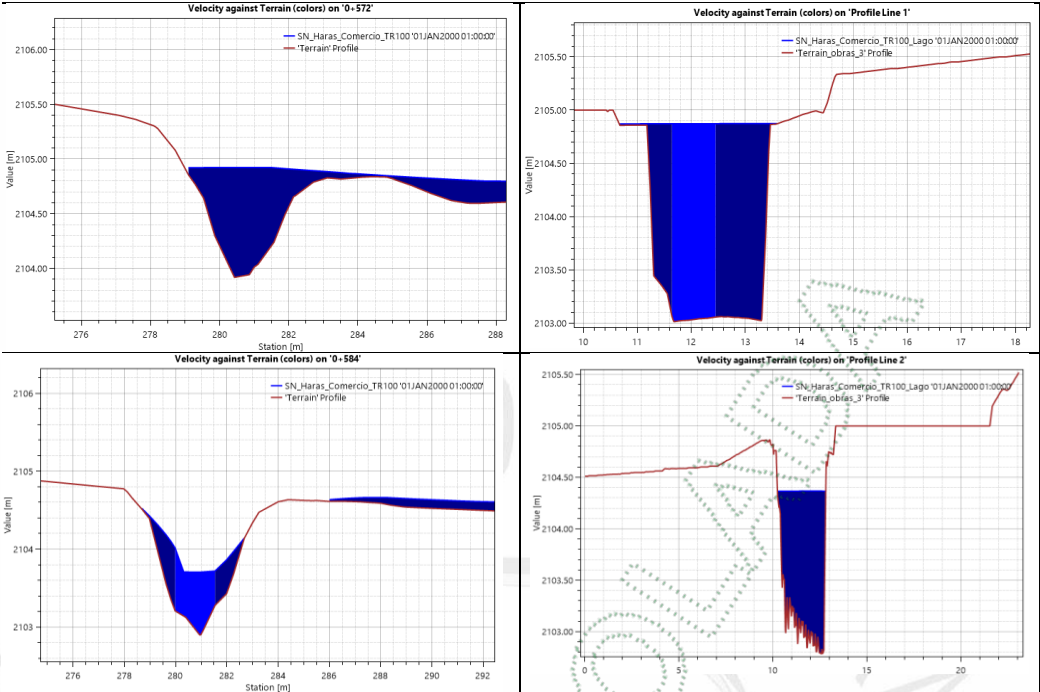 Velocity against Terrain (colors) on '0+572'
SN_Haras_Comercio_TR100 '01JAN2000 01:00:00'
'Terrain' Profile
Value [m]
2106.00
2105.50
2105.00
2104.50
2104.00
276 278 280 282 284 286 288
Station [m]
Velocity against Terrain (colors) on 'Profile Line 1'
SN_Haras_Comercio_TR100_Lago '01JAN2000 01:00:00'
'Terrain_obras_3' Profile
Value [m]
2105.50
2105.00
2104.50
2104.00
2103.50
2103.00
10 11 12 13 14 15 16 17 18
Velocity against Terrain (colors) on '0+584'
SN_Haras_Comercio_TR100 '01JAN2000 01:00:00'
'Terrain' Profile
Value [m]
2106
2105
2104
2103
276 278 280 282 284 286 288 290 292
Station [m]
Velocity against Terrain (colors) on 'Profile Line 2'
SN_Haras_Comercio_TR100_Lago '01JAN2000 01:00:00'
'Terrain_obras_3' Profile
Value [m]
2105.50
2105.00
2104.50
2104.00
2103.50
2103.00
0 5 10 15 20